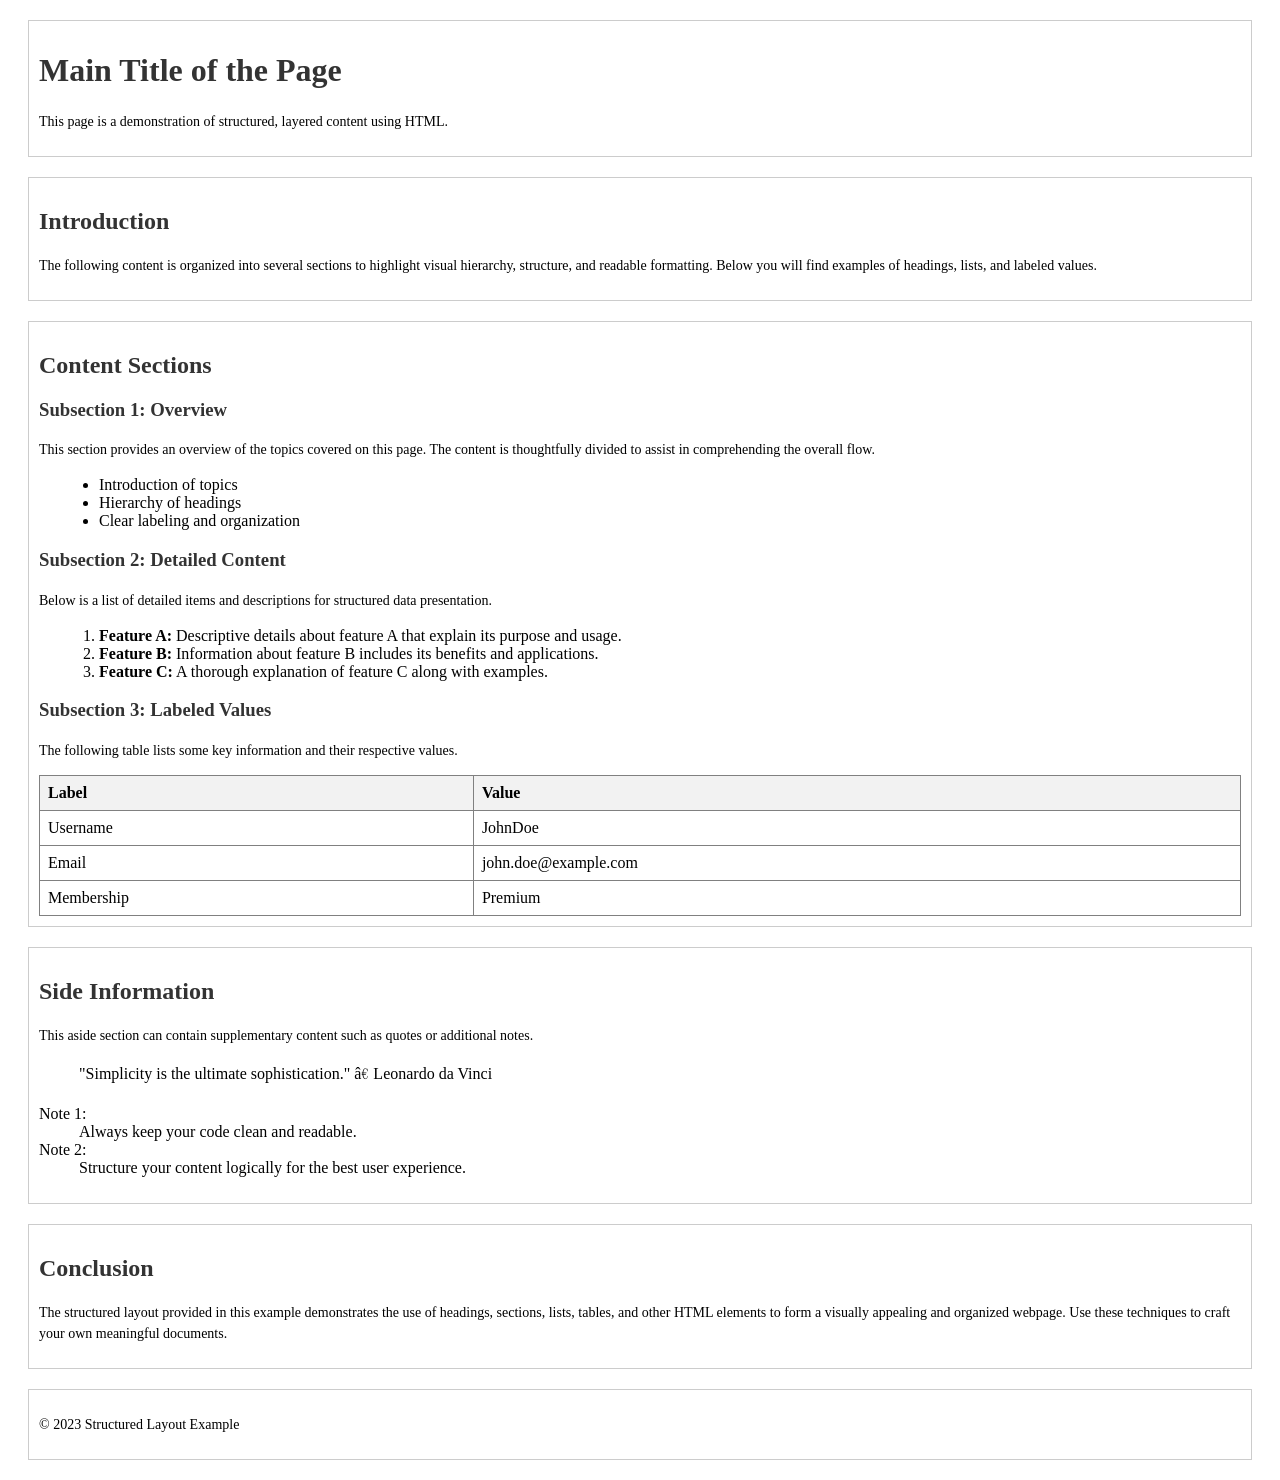 Main Title of the Page
This page is a demonstration of structured, layered content using HTML.
Introduction
The following content is organized into several sections to highlight visual hierarchy, structure, and readable formatting. Below you will find examples of headings, lists, and labeled values.
Content Sections
Subsection 1: Overview
This section provides an overview of the topics covered on this page. The content is thoughtfully divided to assist in comprehending the overall flow.
• Introduction of topics
• Hierarchy of headings
• Clear labeling and organization
Subsection 2: Detailed Content
Below is a list of detailed items and descriptions for structured data presentation.
1. Feature A: Descriptive details about feature A that explain its purpose and usage.
2. Feature B: Information about feature B includes its benefits and applications.
3. Feature C: A thorough explanation of feature C along with examples.
Subsection 3: Labeled Values
The following table lists some key information and their respective values.
Label Value
Username JohnDoe
Email john.doe@example.com
Membership Premium
Side Information
This aside section can contain supplementary content such as quotes or additional notes.
"Simplicity is the ultimate sophistication." â€ Leonardo da Vinci
Note 1:
Always keep your code clean and readable.
Note 2:
Structure your content logically for the best user experience.
Conclusion
The structured layout provided in this example demonstrates the use of headings, sections, lists, tables, and other HTML elements to form a visually appealing and organized webpage. Use these techniques to craft
your own meaningful documents.
© 2023 Structured Layout Example